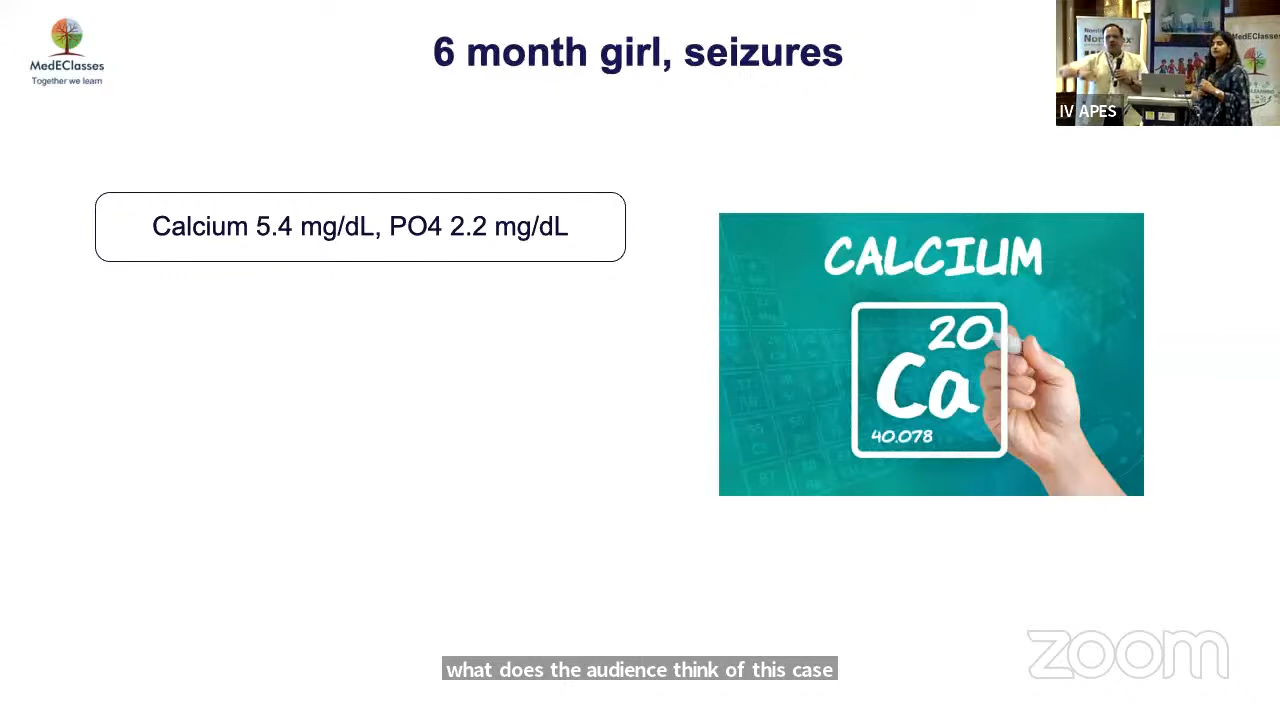 MedEClasses
Together we learn
6 month girl, seizures
IV APES
Calcium 5.4 mg/dL, PO4 2.2 mg/dL
CALCIUM
20
Ca
40.078
what does the audience think of this case
zoom